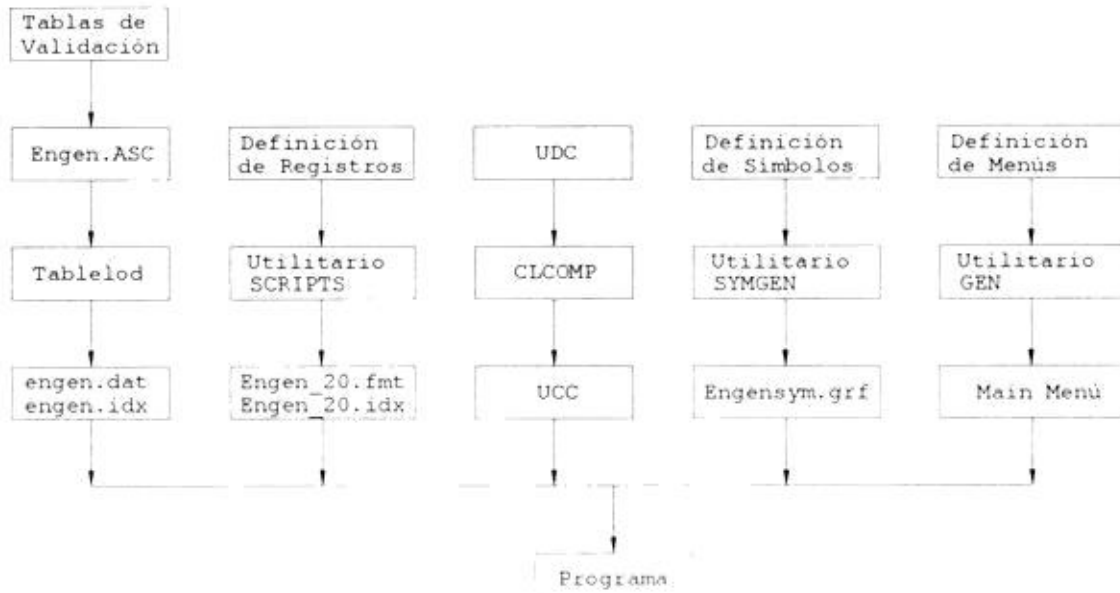 Tablas de
Validación
Engen.ASC
Definición
de Registros
UDC
Definición
de Símbolos
Definición
de Menús
Tablelod
Utilitario
SCRIPTS
CLCOMP
Utilitario
SYMGEN
Utilitario
GEN
engen.dat
engen.idx
Engen_20.fmt
Engen_20.idx
UCC
Engensym.grf
Main Menú
Programa